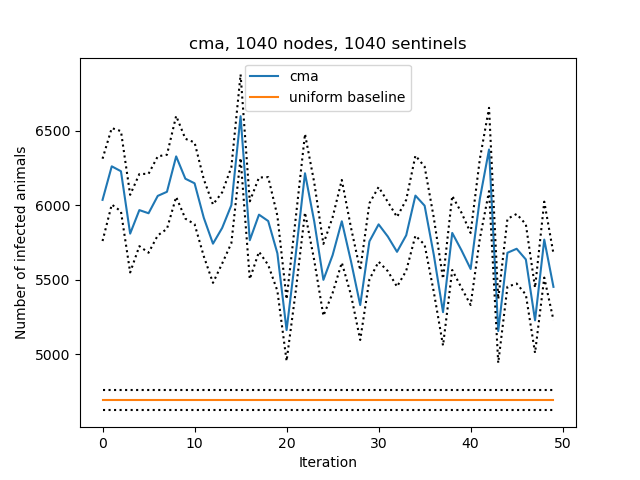 cma, 1040 nodes, 1040 sentinels
cma
uniform baseline
Number of infected animals
6500
6000
5500
5000
0 10 20 30 40 50
Iteration